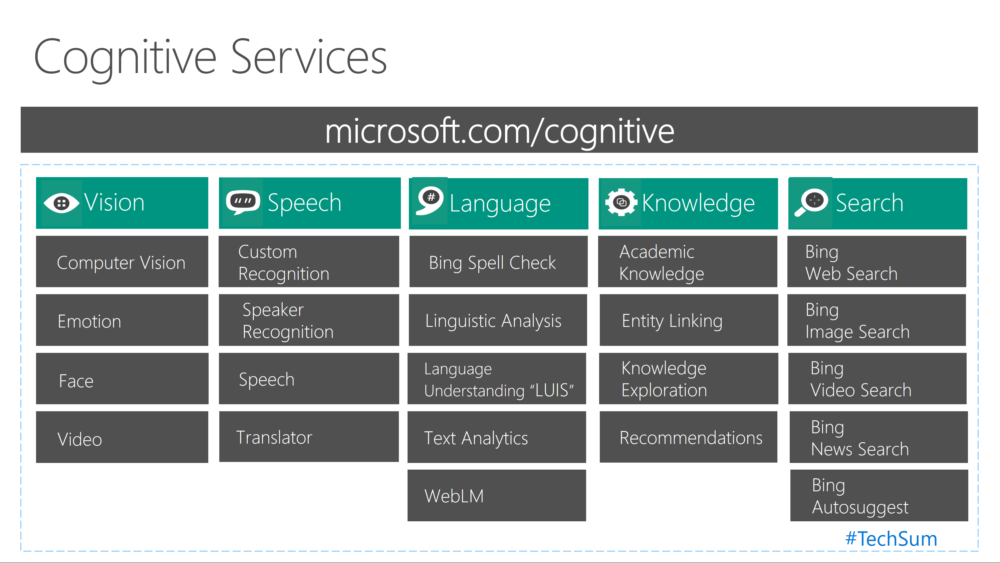 Cognitive Services
microsoft.com/cognitive
Vision
Computer Vision
Emotion
Face
Video
Speech
Custom
Recognition
Speaker
Recognition
Speech
Translator
#
Language
Bing Spell Check
Linguistic Analysis
Language
Understanding “LUIS”
Text Analytics
WebLM
Knowledge
Academic
Knowledge
Entity Linking
Knowledge
Exploration
Recommendations
Search
Bing
Web Search
Bing
Image Search
Bing
Video Search
Bing
News Search
Bing
Autosuggest
#TechSum